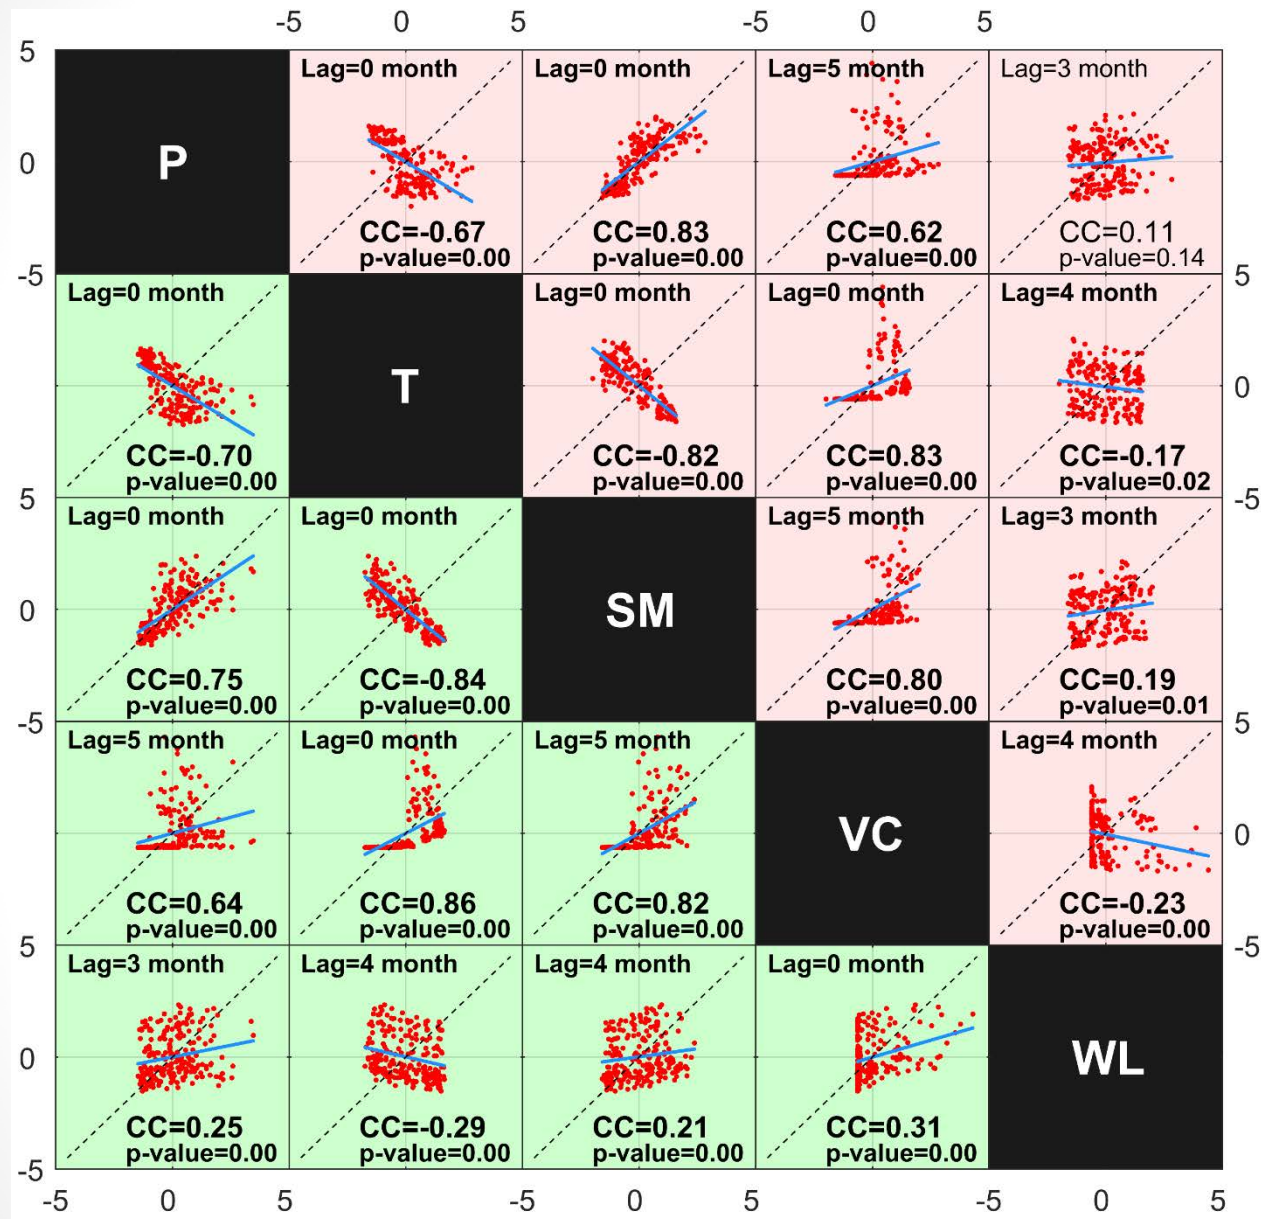 -5 0 5 -5 0 5
5
Lag=0 month Lag=0 month Lag=5 month Lag=3 month
P
0
CC=-0.67 CC=0.83 CC=0.62 CC=0.11
p-value=0.00 p-value=0.00 p-value=0.00 p-value=0.14
-5 5
Lag=0 month Lag=0 month Lag=0 month Lag=4 month
T
0
CC=-0.70 CC=-0.82 CC=0.83 CC=-0.17
p-value=0.00 p-value=0.00 p-value=0.00 p-value=0.02
5 -5
Lag=0 month Lag=0 month Lag=5 month Lag=3 month
0 SM
CC=0.75 CC=-0.84 CC=0.80 CC=0.19
p-value=0.00 p-value=0.00 p-value=0.00 p-value=0.01
-5 5
Lag=5 month Lag=0 month Lag=5 month Lag=4 month
VC 0
CC=0.64 CC=0.86 CC=0.82 CC=-0.23
p-value=0.00 p-value=0.00 p-value=0.00 p-value=0.00
5 -5
Lag=3 month Lag=4 month Lag=4 month Lag=0 month
0 WL
CC=0.25 CC=-0.29 CC=0.21 CC=0.31
p-value=0.00 p-value=0.00 p-value=0.00 p-value=0.00
-5
-5 0 5 -5 0 5 -5 0 5